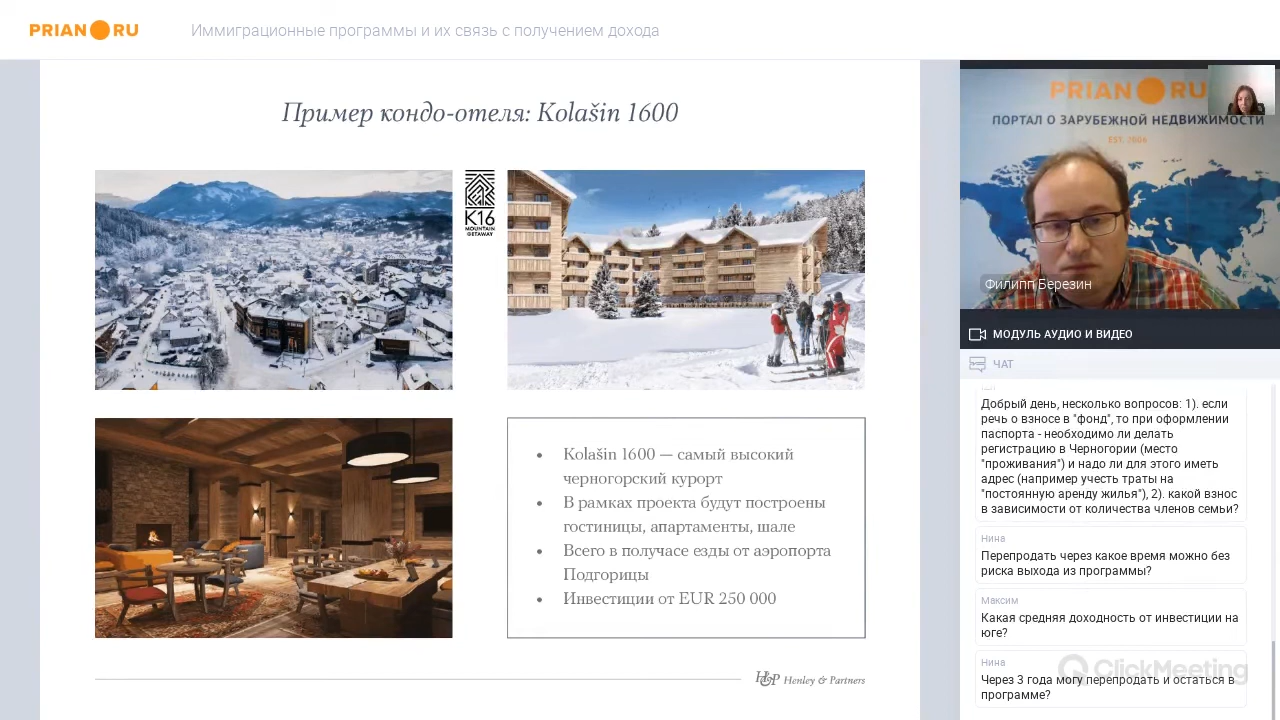 PRIAN RU
Иммиграционные программы и их связь с получением дохода
Пример кондо-отеля: Kolašin 1600
K16
MOUNTAIN
GETAWAY
• Kolašin 1600 — самый высокий
черногорский курорт
• В рамках проекта будут построены
гостиницы, апартаменты, шале
• Всего в получасе езды от аэропорта
Подгорицы
• Инвестиции от EUR 250 000
H&P Henley & Partners
PRIAN RU
ПОРТАЛ О ЗАРУБЕЖНОЙ НЕДВИЖИМОСТИ
EST. 2006
Филипп Березин
МОДУЛЬ АУДИО И ВИДЕО
ЧАТ
Добрый день, несколько вопросов: 1). если
речь о взносе в "фонд", то при оформлении
паспорта - необходимо ли делать
регистрацию в Черногории (место
"проживания") и надо ли для этого иметь
адрес (например учесть траты на
"постоянную аренду жилья"), 2). какой взнос
в зависимости от количества членов семьи?
Нина
Перепродать через какое время можно без
риска выхода из программы?
Максим
Какая средняя доходность от инвестиции на
юге?
Нина
Через 3 года могу перепродать и остаться в
программе?
ClickMeeting